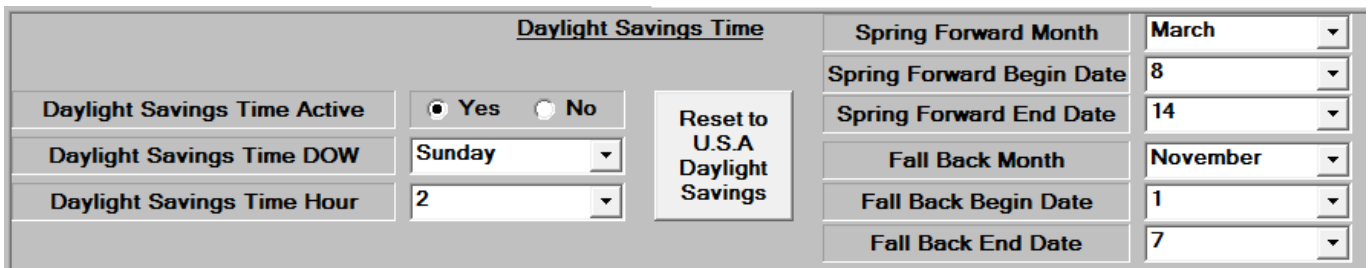 Daylight Savings Time
Daylight Savings Time Active Yes No
Daylight Savings Time DOW Sunday
Daylight Savings Time Hour 2
Reset to
U.S.A
Daylight
Savings
Spring Forward Month March
Spring Forward Begin Date 8
Spring Forward End Date 14
Fall Back Month November
Fall Back Begin Date 1
Fall Back End Date 7